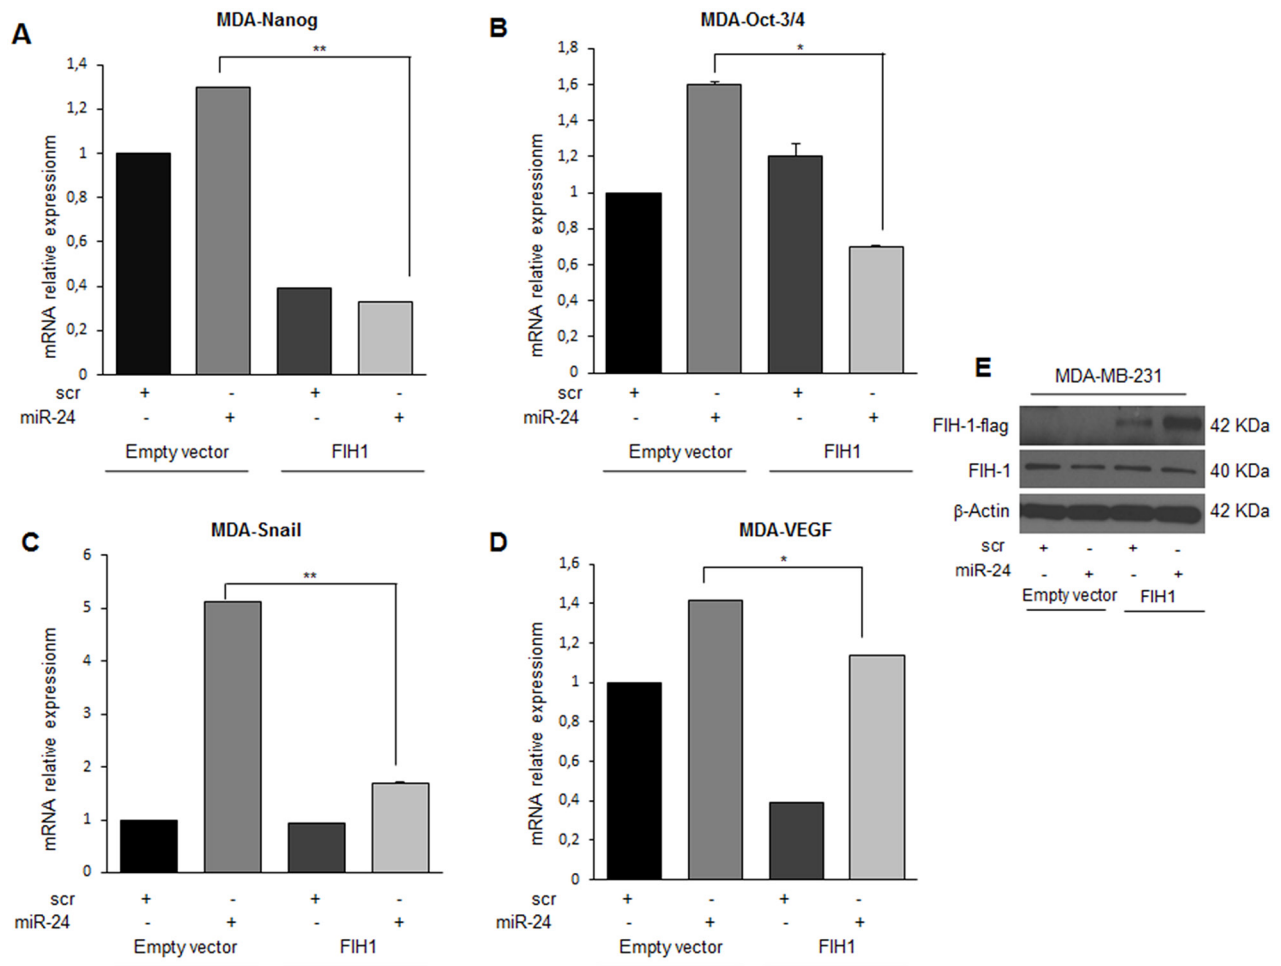 A
MDA-Nanog
**
mRNA relative expressionm
1,4
1,2
1
0,8
0,6
0,4
0,2
0
scr + - + -
miR-24 - + - +
Empty vector FIH1
B
MDA-Oct-3/4
*
mRNA relative expressionm
1,8
1,6
1,4
1,2
1
0,8
0,6
0,4
0,2
0
+ - + -
- + - +
Empty vector FIH1
C
MDA-Snail
**
mRNA relative expressionm
6
5
4
3
2
1
0
scr + - + -
miR-24 - + - +
Empty vector FIH1
D
MDA-VEGF
*
mRNA relative expressionm
1,6
1,4
1,2
1
0,8
0,6
0,4
0,2
0
+ - + -
- + - +
Empty vector FIH1
E
MDA-MB-231
FIH-1-flag 42 KDa
FIH-1 40 KDa
β-Actin 42 KDa
scr + - + -
miR-24 - + - +
Empty vector FIH1